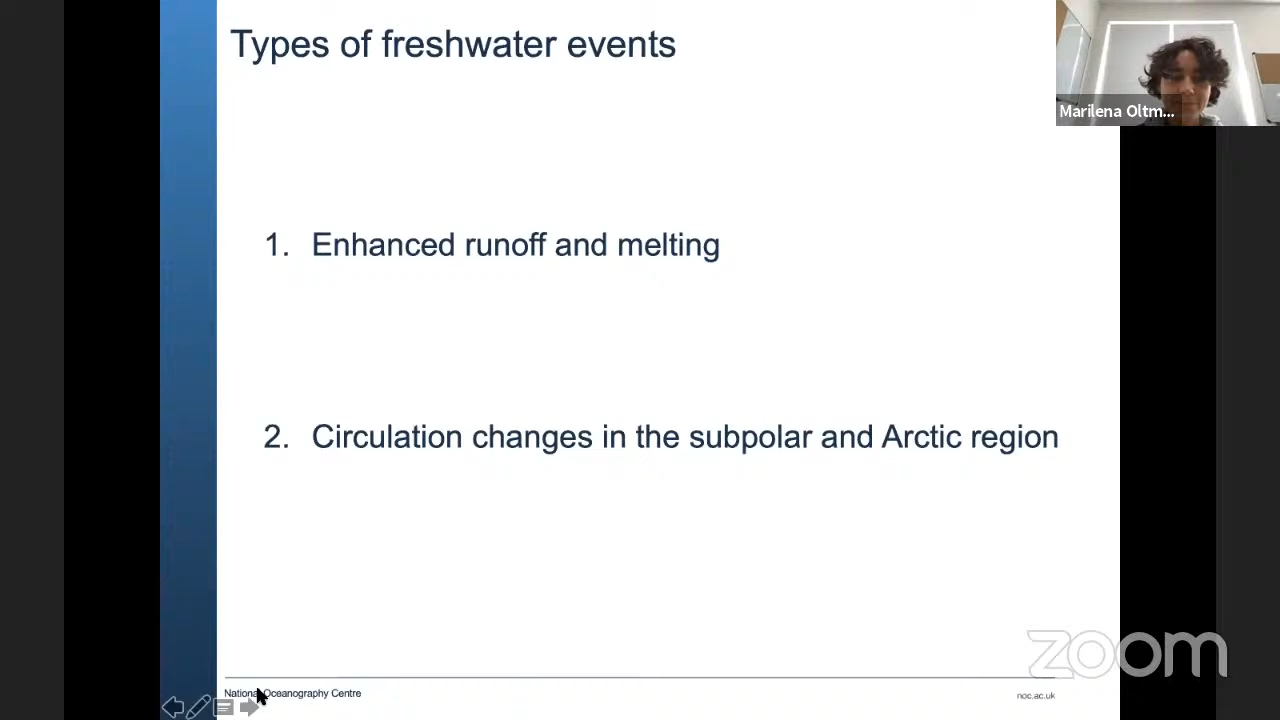 Types of freshwater events
Marilena Oltm...
1. Enhanced runoff and melting
2. Circulation changes in the subpolar and Arctic region
zoom
National Oceanography Centre
noc.ac.uk